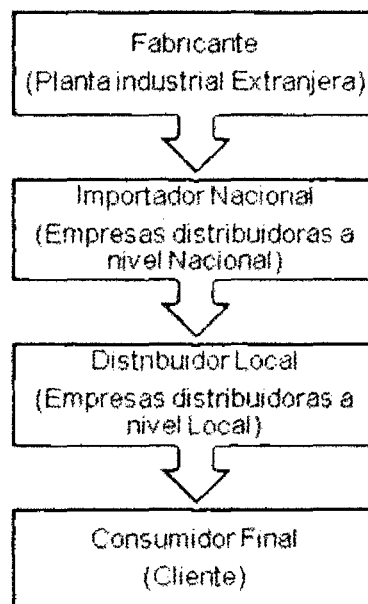 Fabricante
(Planta industrial Extranjera)
Importador Nacional
(Empresas distribuidoras a
nivel Nacional)
Distribuidor Local
(Empresas distribuidoras a
nivel Local)
Consumidor Final
(Cliente)